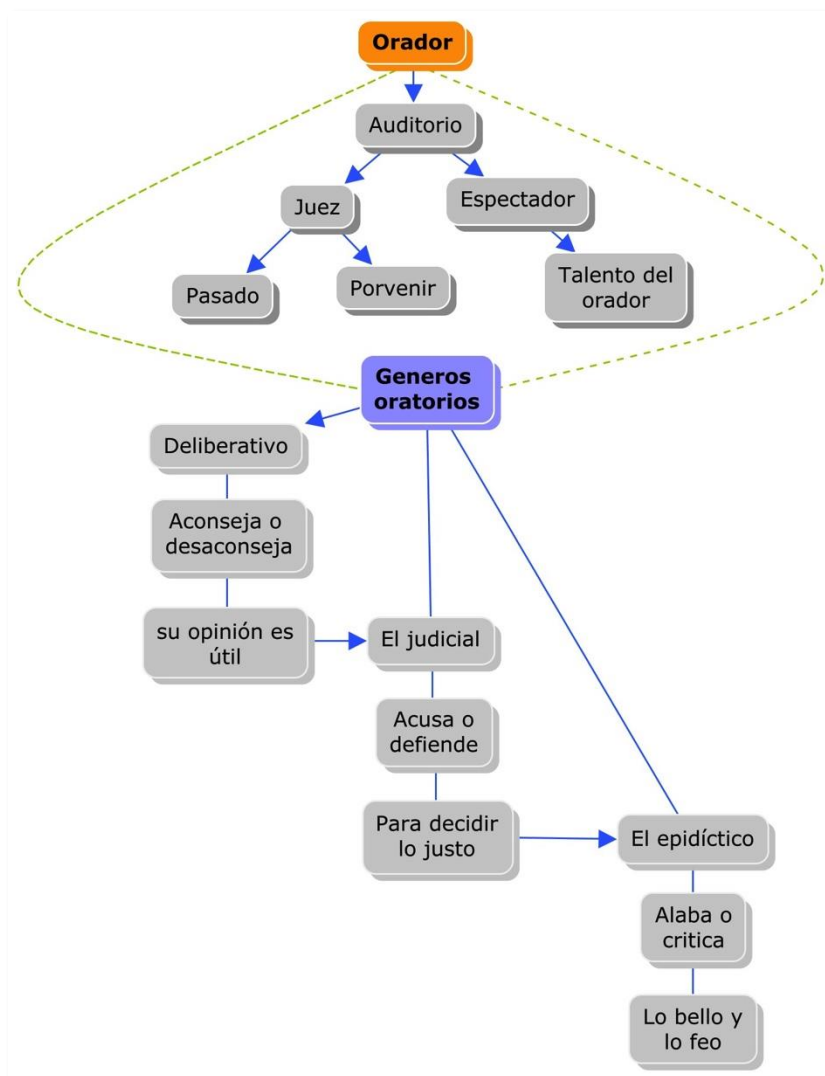 Orador
Auditorio
Juez
Espectador
Pasado
Porvenir
Talento del
orador
Generos
oratorios
Deliberativo
Aconseja o
desaconseja
su opinión es
útil
El judicial
Acusa o
defiende
Para decidir
lo justo
El epidíctico
Alaba o
critica
Lo bello y
lo feo